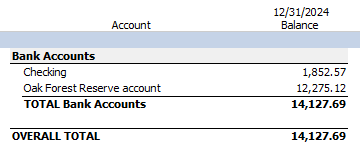 12/31/2024
Account Balance
Bank Accounts
Checking 1,852.57
Oak Forest Reserve account 12,275.12
TOTAL Bank Accounts 14,127.69
OVERALL TOTAL 14,127.69